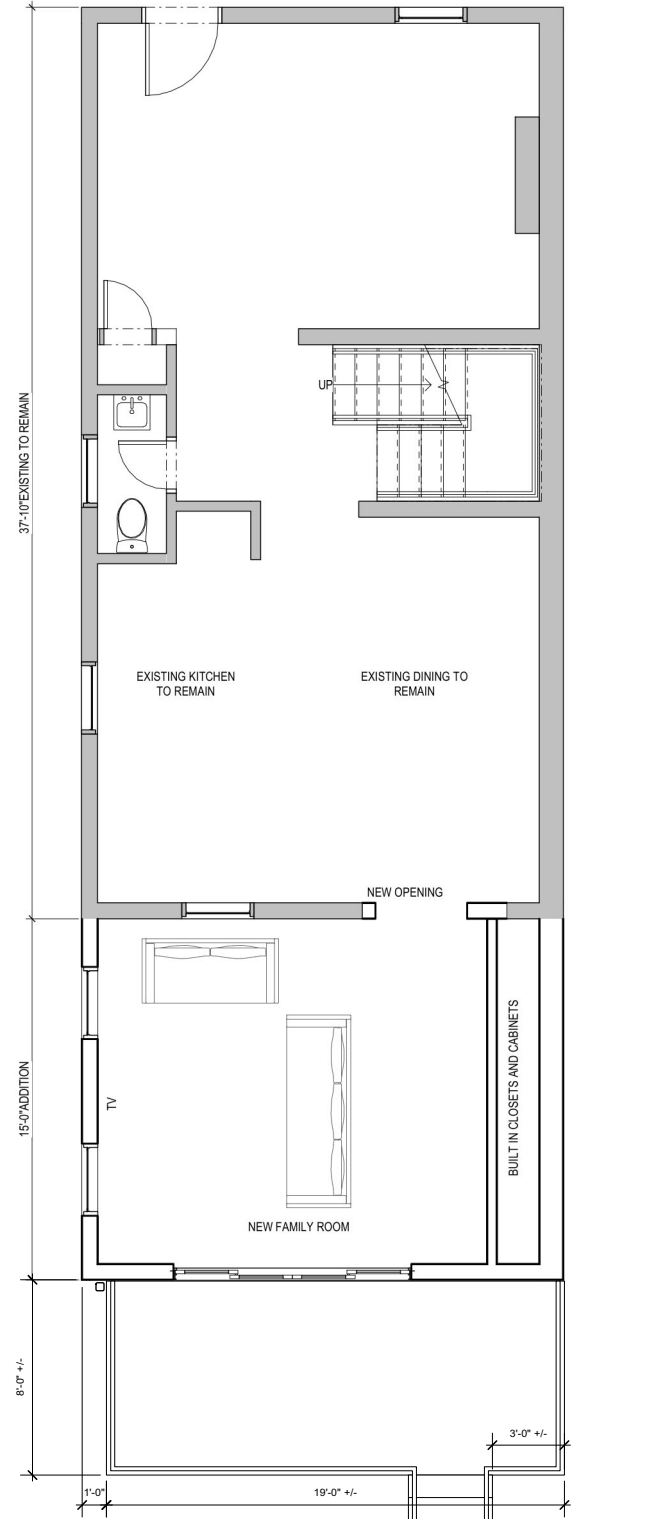 UP
37'-10"EXISTING TO REMAIN
EXISTING KITCHEN
TO REMAIN
EXISTING DINING TO
REMAIN
NEW OPENING
15'-0"ADDITION
TV
BUILT IN CLOSETS AND CABINETS
NEW FAMILY ROOM
8'-0" +/-
3'-0" +/-
1'-0"
19'-0" +/-